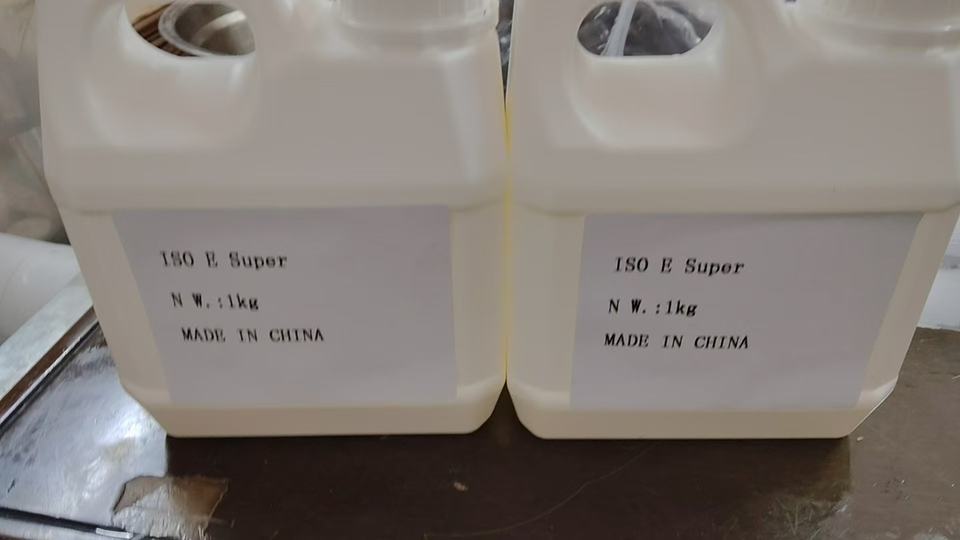 ISO E Super
N W.:1kg
MADE IN CHINA
ISO E Super
N W.:1kg
MADE IN CHINA